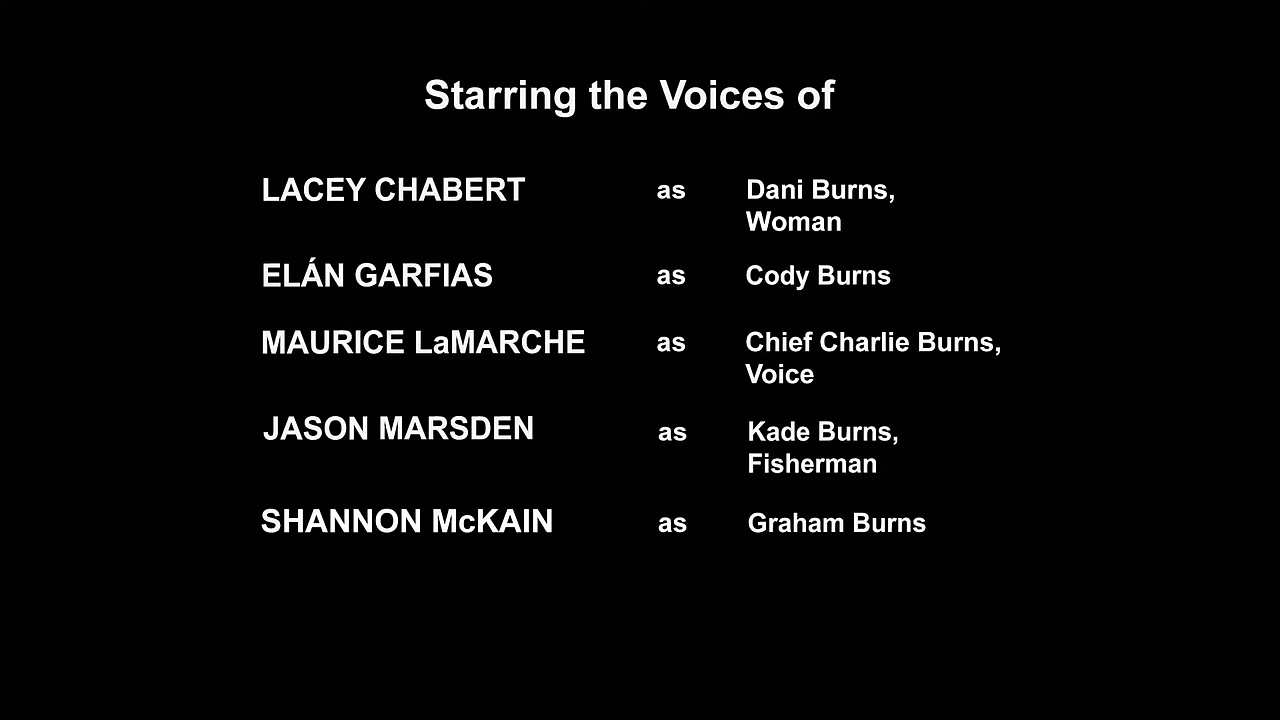 Starring the Voices of
LACEY CHABERT as Dani Burns,
Woman
ELÁN GARFIAS as Cody Burns
MAURICE LaMARCHE as Chief Charlie Burns,
Voice
JASON MARSDEN as Kade Burns,
Fisherman
SHANNON McKAIN as Graham Burns